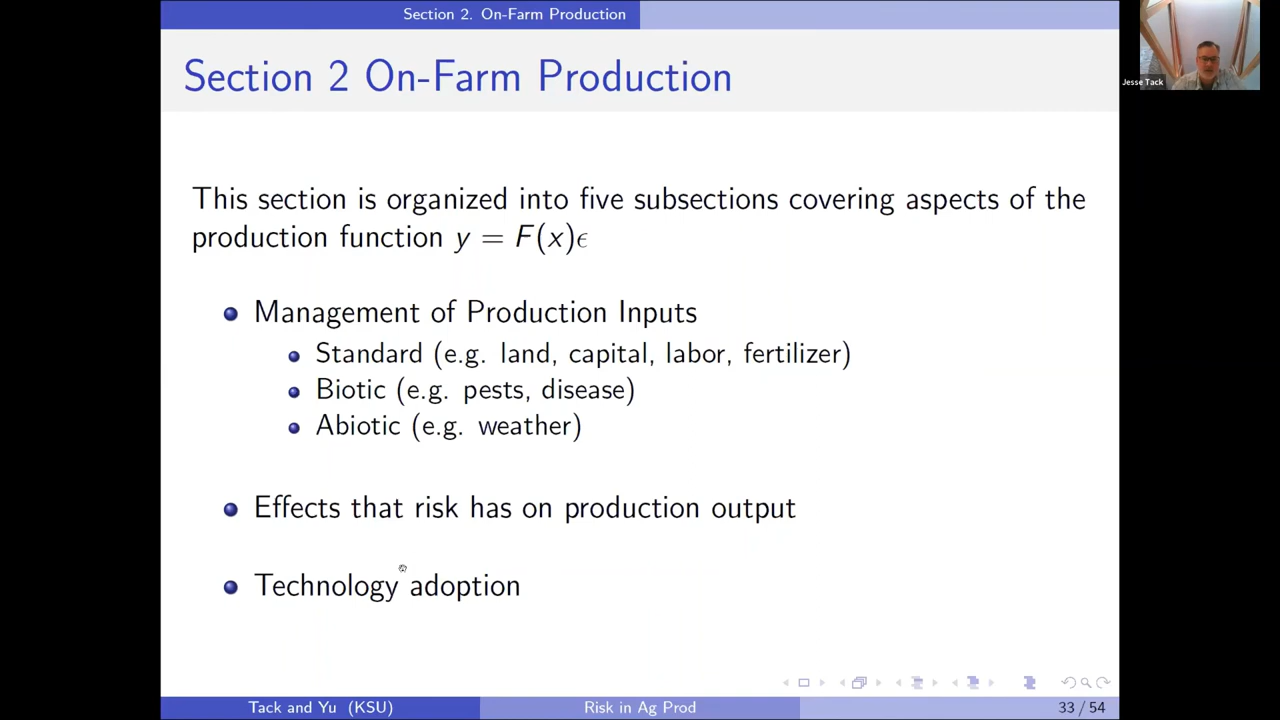 Section 2. On-Farm Production
Jesse Tack
Section 2 On-Farm Production
This section is organized into five subsections covering aspects of the
production function y = F(x)ϵ
Management of Production Inputs
Standard (e.g. land, capital, labor, fertilizer)
Biotic (e.g. pests, disease)
Abiotic (e.g. weather)
Effects that risk has on production output
Technology adoption
Tack and Yu (KSU)
Risk in Ag Prod
33 / 54